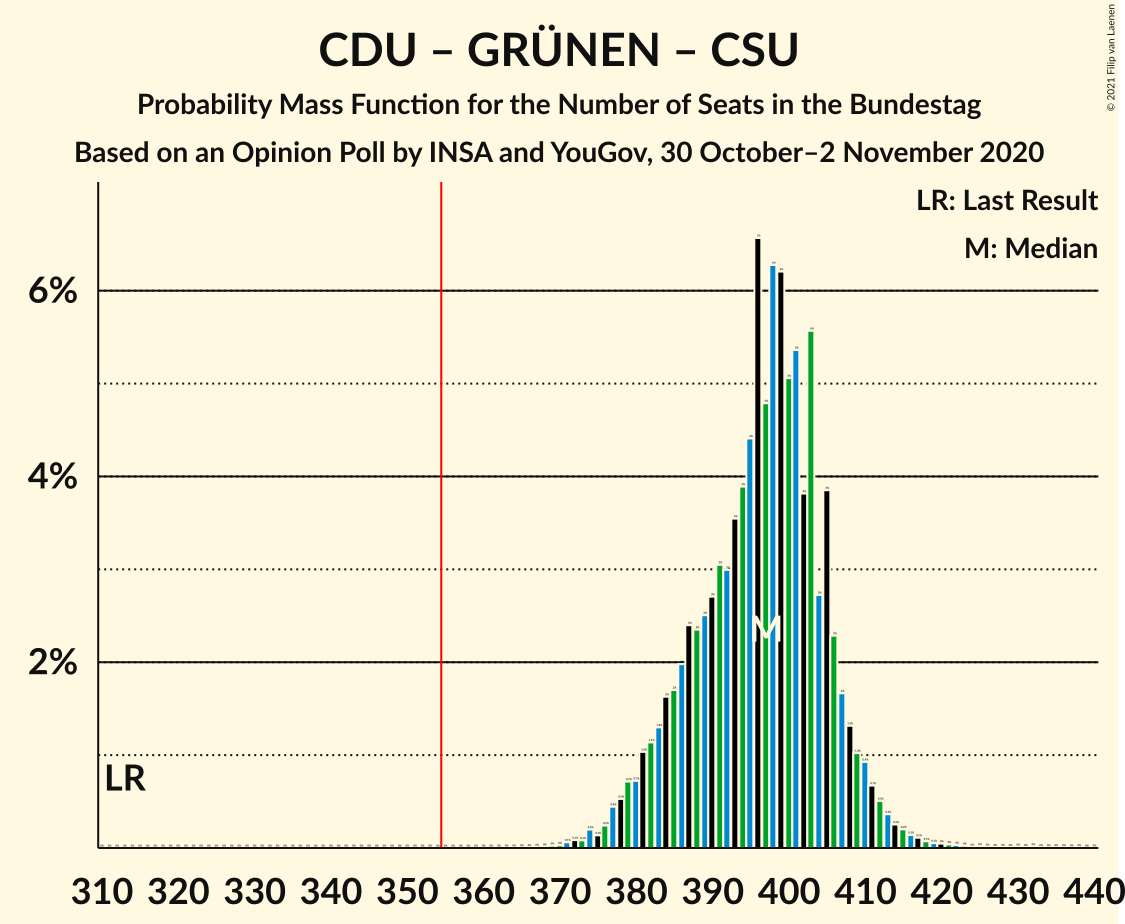 CDU – GRÜNEN – CSU
Probability Mass Function for the Number of Seats in the Bundestag
Based on an Opinion Poll by INSA and YouGov, 30 October–2 November 2020
© 2021 Filip van Laenen
LR: Last Result
M: Median
6%
4%
2%
M
LR
310 320 330 340 350 360 370 380 390 400 410 420 430 440